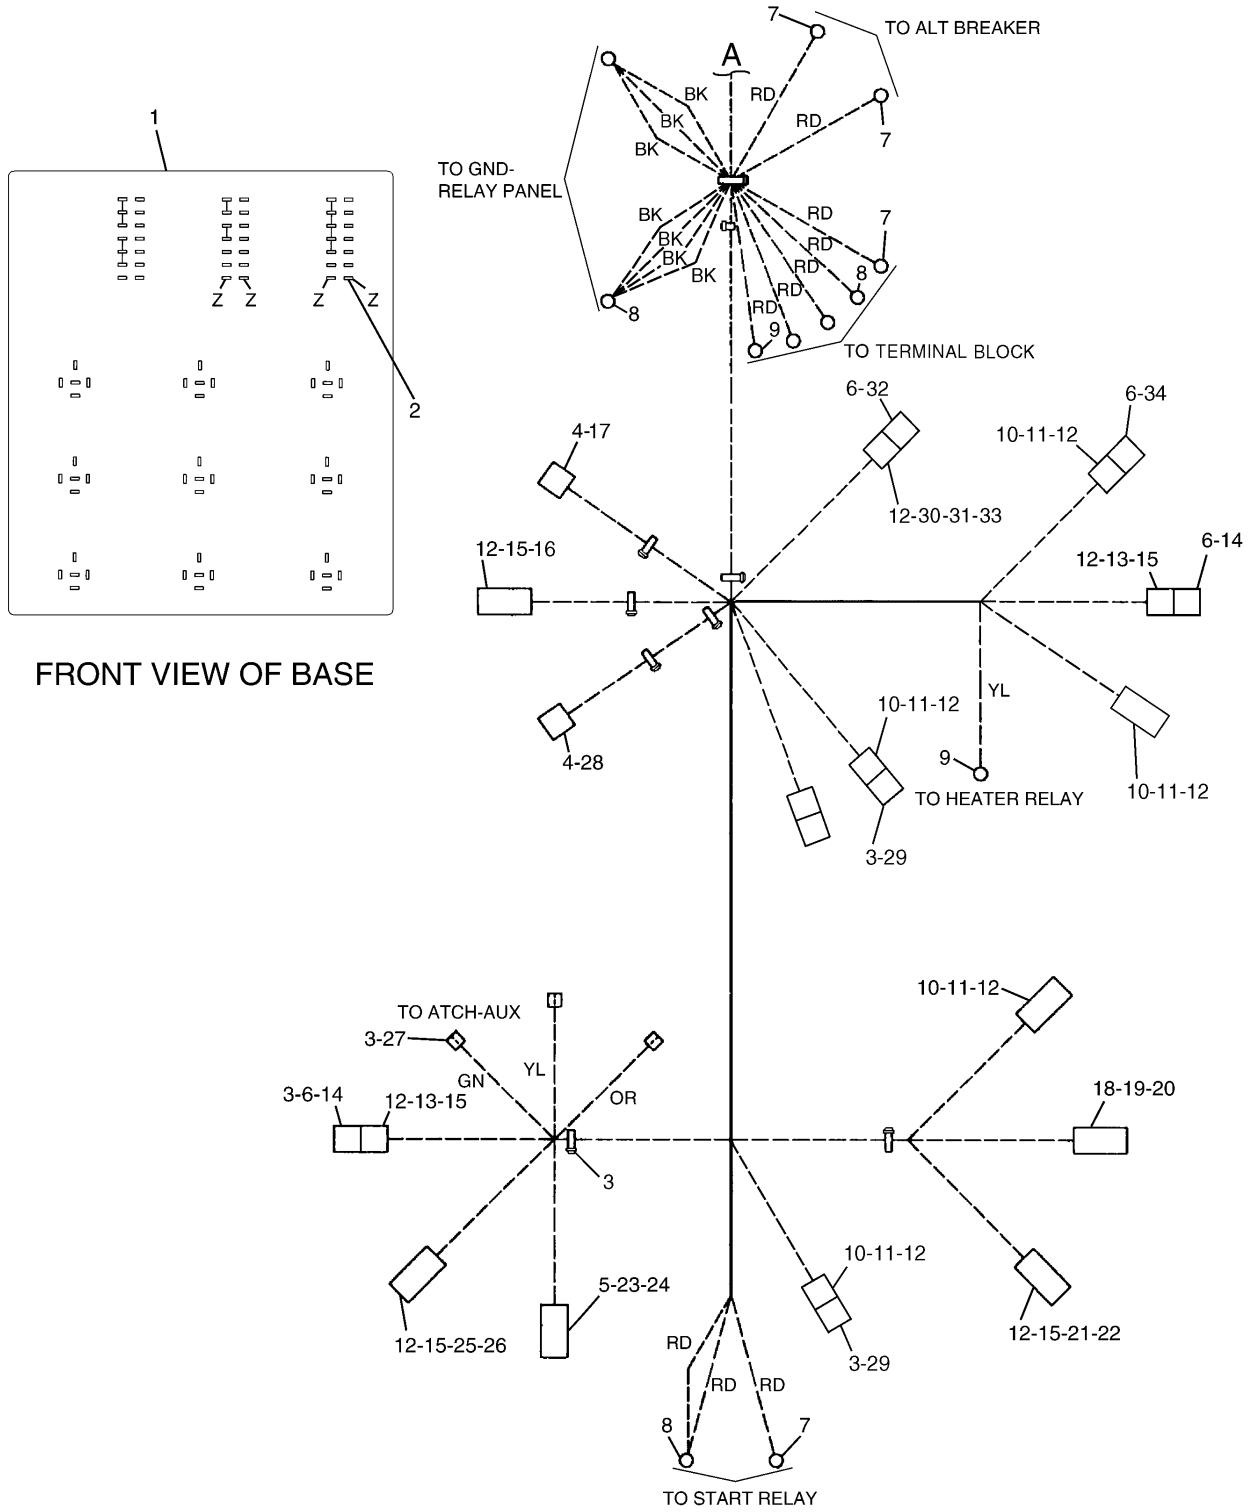 7
TO ALT BREAKER
A
BK
RD
1
BK
RD
BK
7
TO GND-
RELAY PANEL
BK
RD
7
BK
RD
BK
RD
BK
8
Z
Z
Z
Z
RD
8
RD
9
TO TERMINAL BLOCK
2
6-32
6-34
4-17
10-11-12
12-30-31-33
12-15-16
6-14
12-13-15
FRONT VIEW OF BASE
YL
10-11-12
4-28
9
10-11-12
TO HEATER RELAY
3-29
10-11-12
TO ATCH-AUX
3-27
YL
GN
3-6-14
12-13-15
OR
18-19-20
3
10-11-12
5-23-24
12-15-25-26
RD
12-15-21-22
3-29
RD
RD
8
7
TO START RELAY